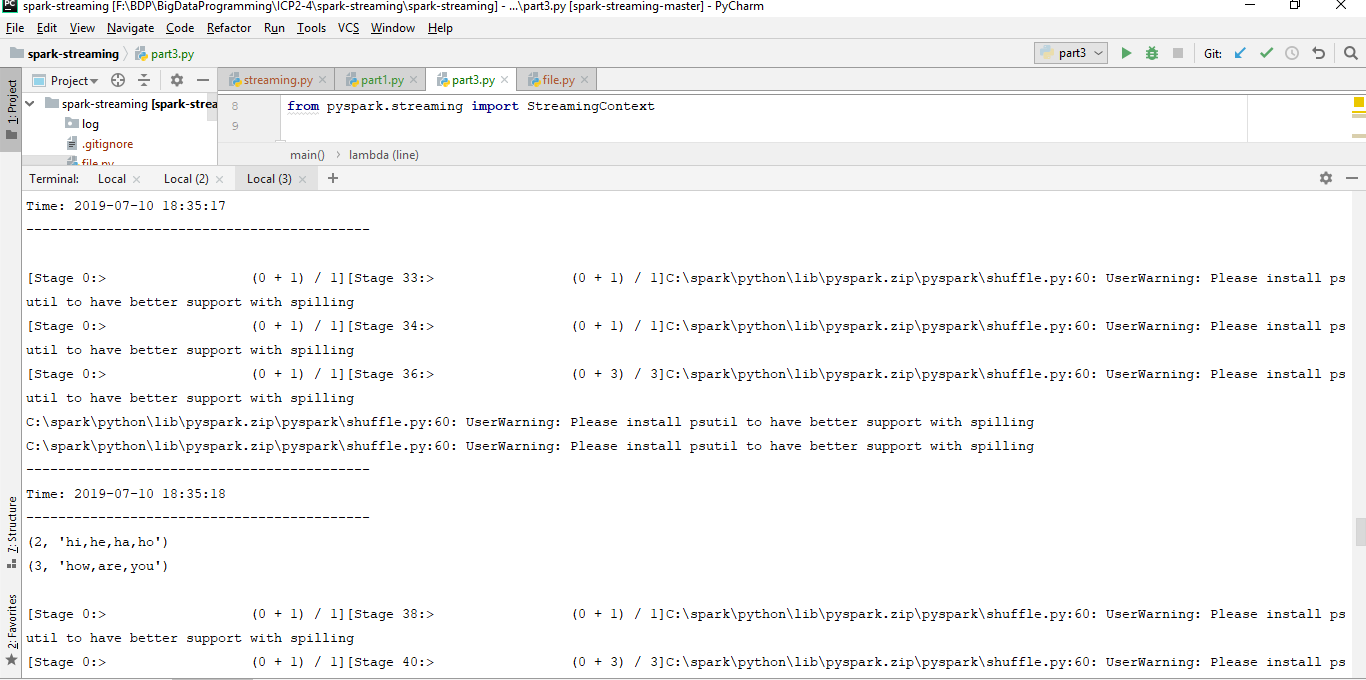 PC spark-streaming [F:\BDP\BigDataProgramming\ICP2-4\spark-streaming\spark-streaming] - ...\part3.py [spark-streaming-master] - PyCharm
File Edit View Navigate Code Refactor Run Tools VCS Window Help
spark-streaming part3.py part3 Git:
1: Project
Project streaming.py part1.py part3.py file.py
spark-streaming [spark-strea
log
.gitignore
file.py
8 from pyspark.streaming import StreamingContext
9
main() › lambda (line)
Terminal: Local Local (2) Local (3) +
Time: 2019-07-10 18:35:17
-------------------------------------------
[Stage 0:> (0 + 1) / 1][Stage 33:> (0 + 1) / 1]C:\spark\python\lib\pyspark.zip\pyspark\shuffle.py:60: UserWarning: Please install ps
util to have better support with spilling
[Stage 0:> (0 + 1) / 1][Stage 34:> (0 + 1) / 1]C:\spark\python\lib\pyspark.zip\pyspark\shuffle.py:60: UserWarning: Please install ps
util to have better support with spilling
[Stage 0:> (0 + 1) / 1][Stage 36:> (0 + 3) / 3]C:\spark\python\lib\pyspark.zip\pyspark\shuffle.py:60: UserWarning: Please install ps
util to have better support with spilling
C:\spark\python\lib\pyspark.zip\pyspark\shuffle.py:60: UserWarning: Please install psutil to have better support with spilling
C:\spark\python\lib\pyspark.zip\pyspark\shuffle.py:60: UserWarning: Please install psutil to have better support with spilling
-------------------------------------------
Time: 2019-07-10 18:35:18
-------------------------------------------
(2, 'hi,he,ha,ho')
(3, 'how,are,you')
[Stage 0:> (0 + 1) / 1][Stage 38:> (0 + 1) / 1]C:\spark\python\lib\pyspark.zip\pyspark\shuffle.py:60: UserWarning: Please install ps
util to have better support with spilling
[Stage 0:> (0 + 1) / 1][Stage 40:> (0 + 3) / 3]C:\spark\python\lib\pyspark.zip\pyspark\shuffle.py:60: UserWarning: Please install ps
7: Structure
2: Favorites